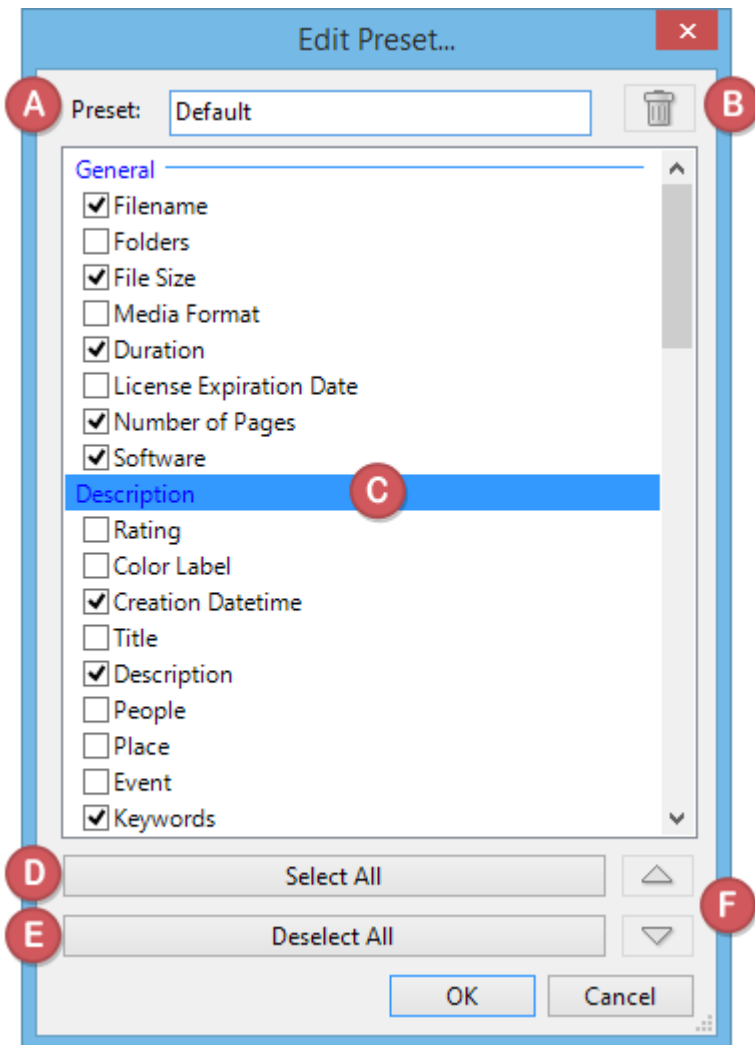 Edit Preset...
A Preset: Default B
General
Filename
Folders
File Size
Media Format
Duration
License Expiration Date
Number of Pages
Software
Description C
Rating
Color Label
Creation Datetime
Title
Description
People
Place
Event
Keywords
D Select All
F
E Deselect All
OK Cancel